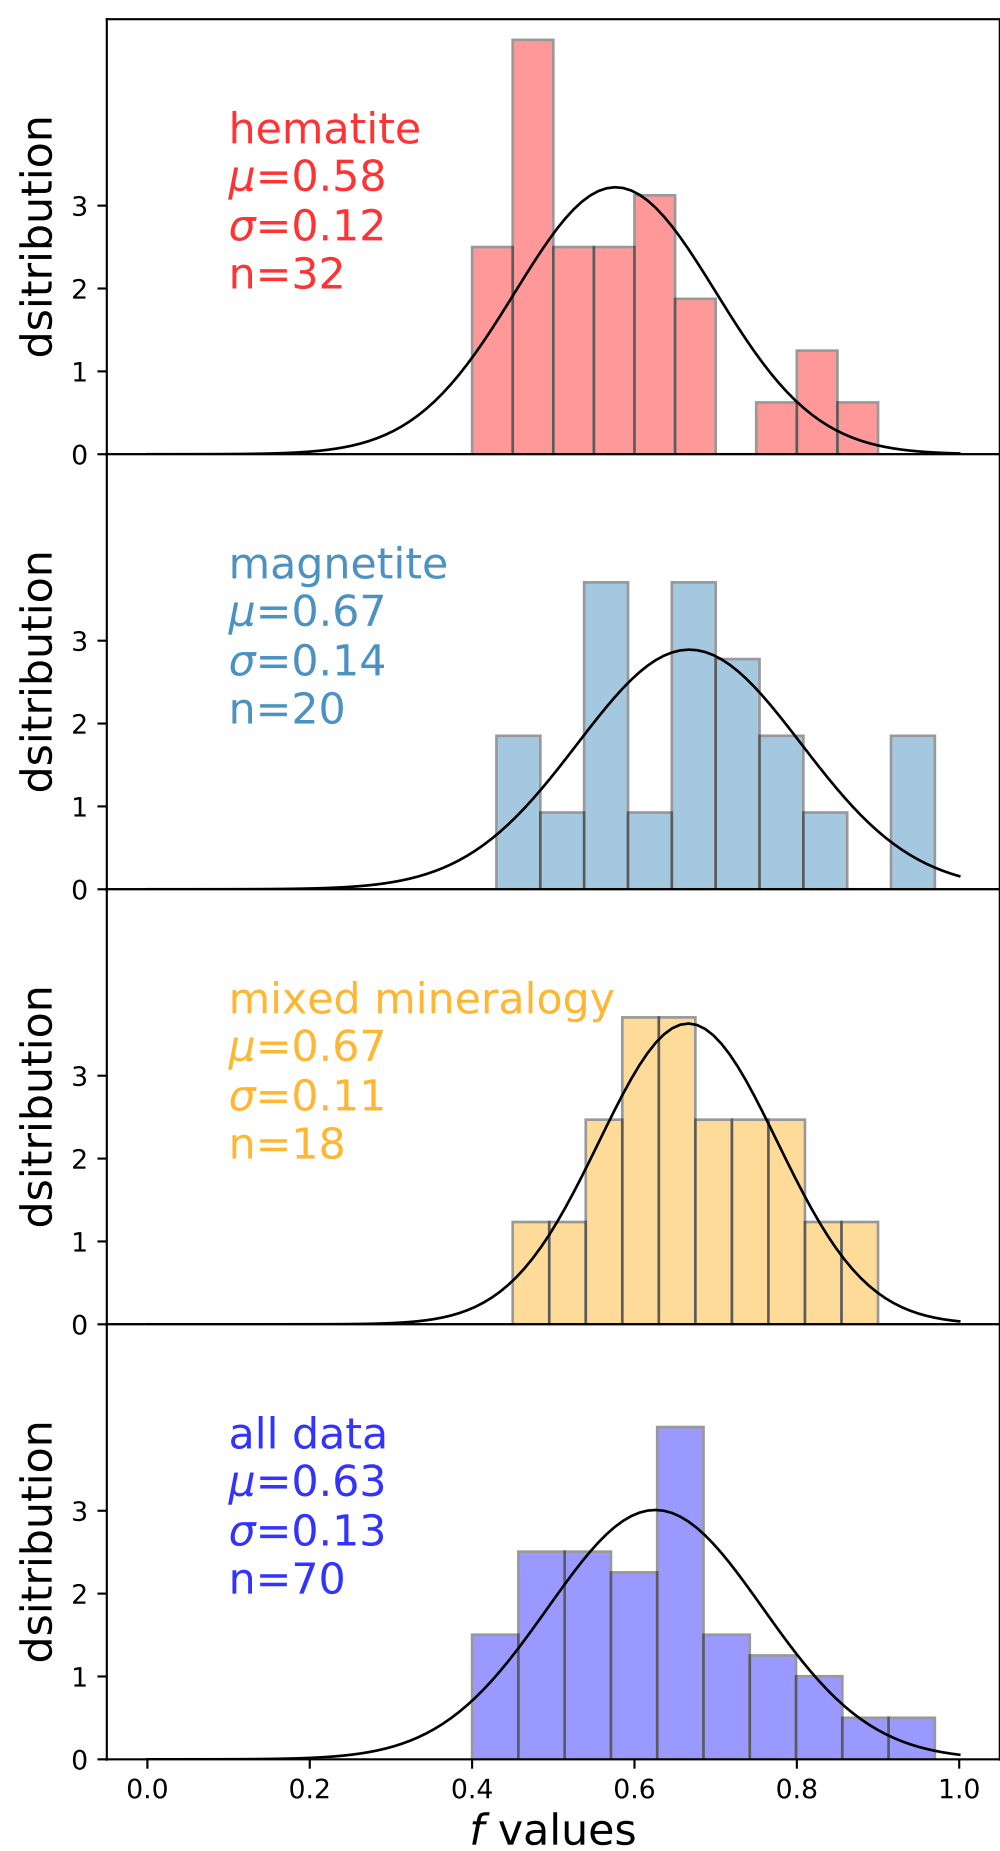 dsitribution
hematite
μ=0.58
σ=0.12
n=32
3
2
1
0
dsitribution
magnetite
μ=0.67
σ=0.14
n=20
3
2
1
0
dsitribution
mixed mineralogy
μ=0.67
σ=0.11
n=18
3
2
1
0
dsitribution
all data
μ=0.63
σ=0.13
n=70
3
2
1
0
0.0 0.2 0.4 0.6 0.8 1.0
f values